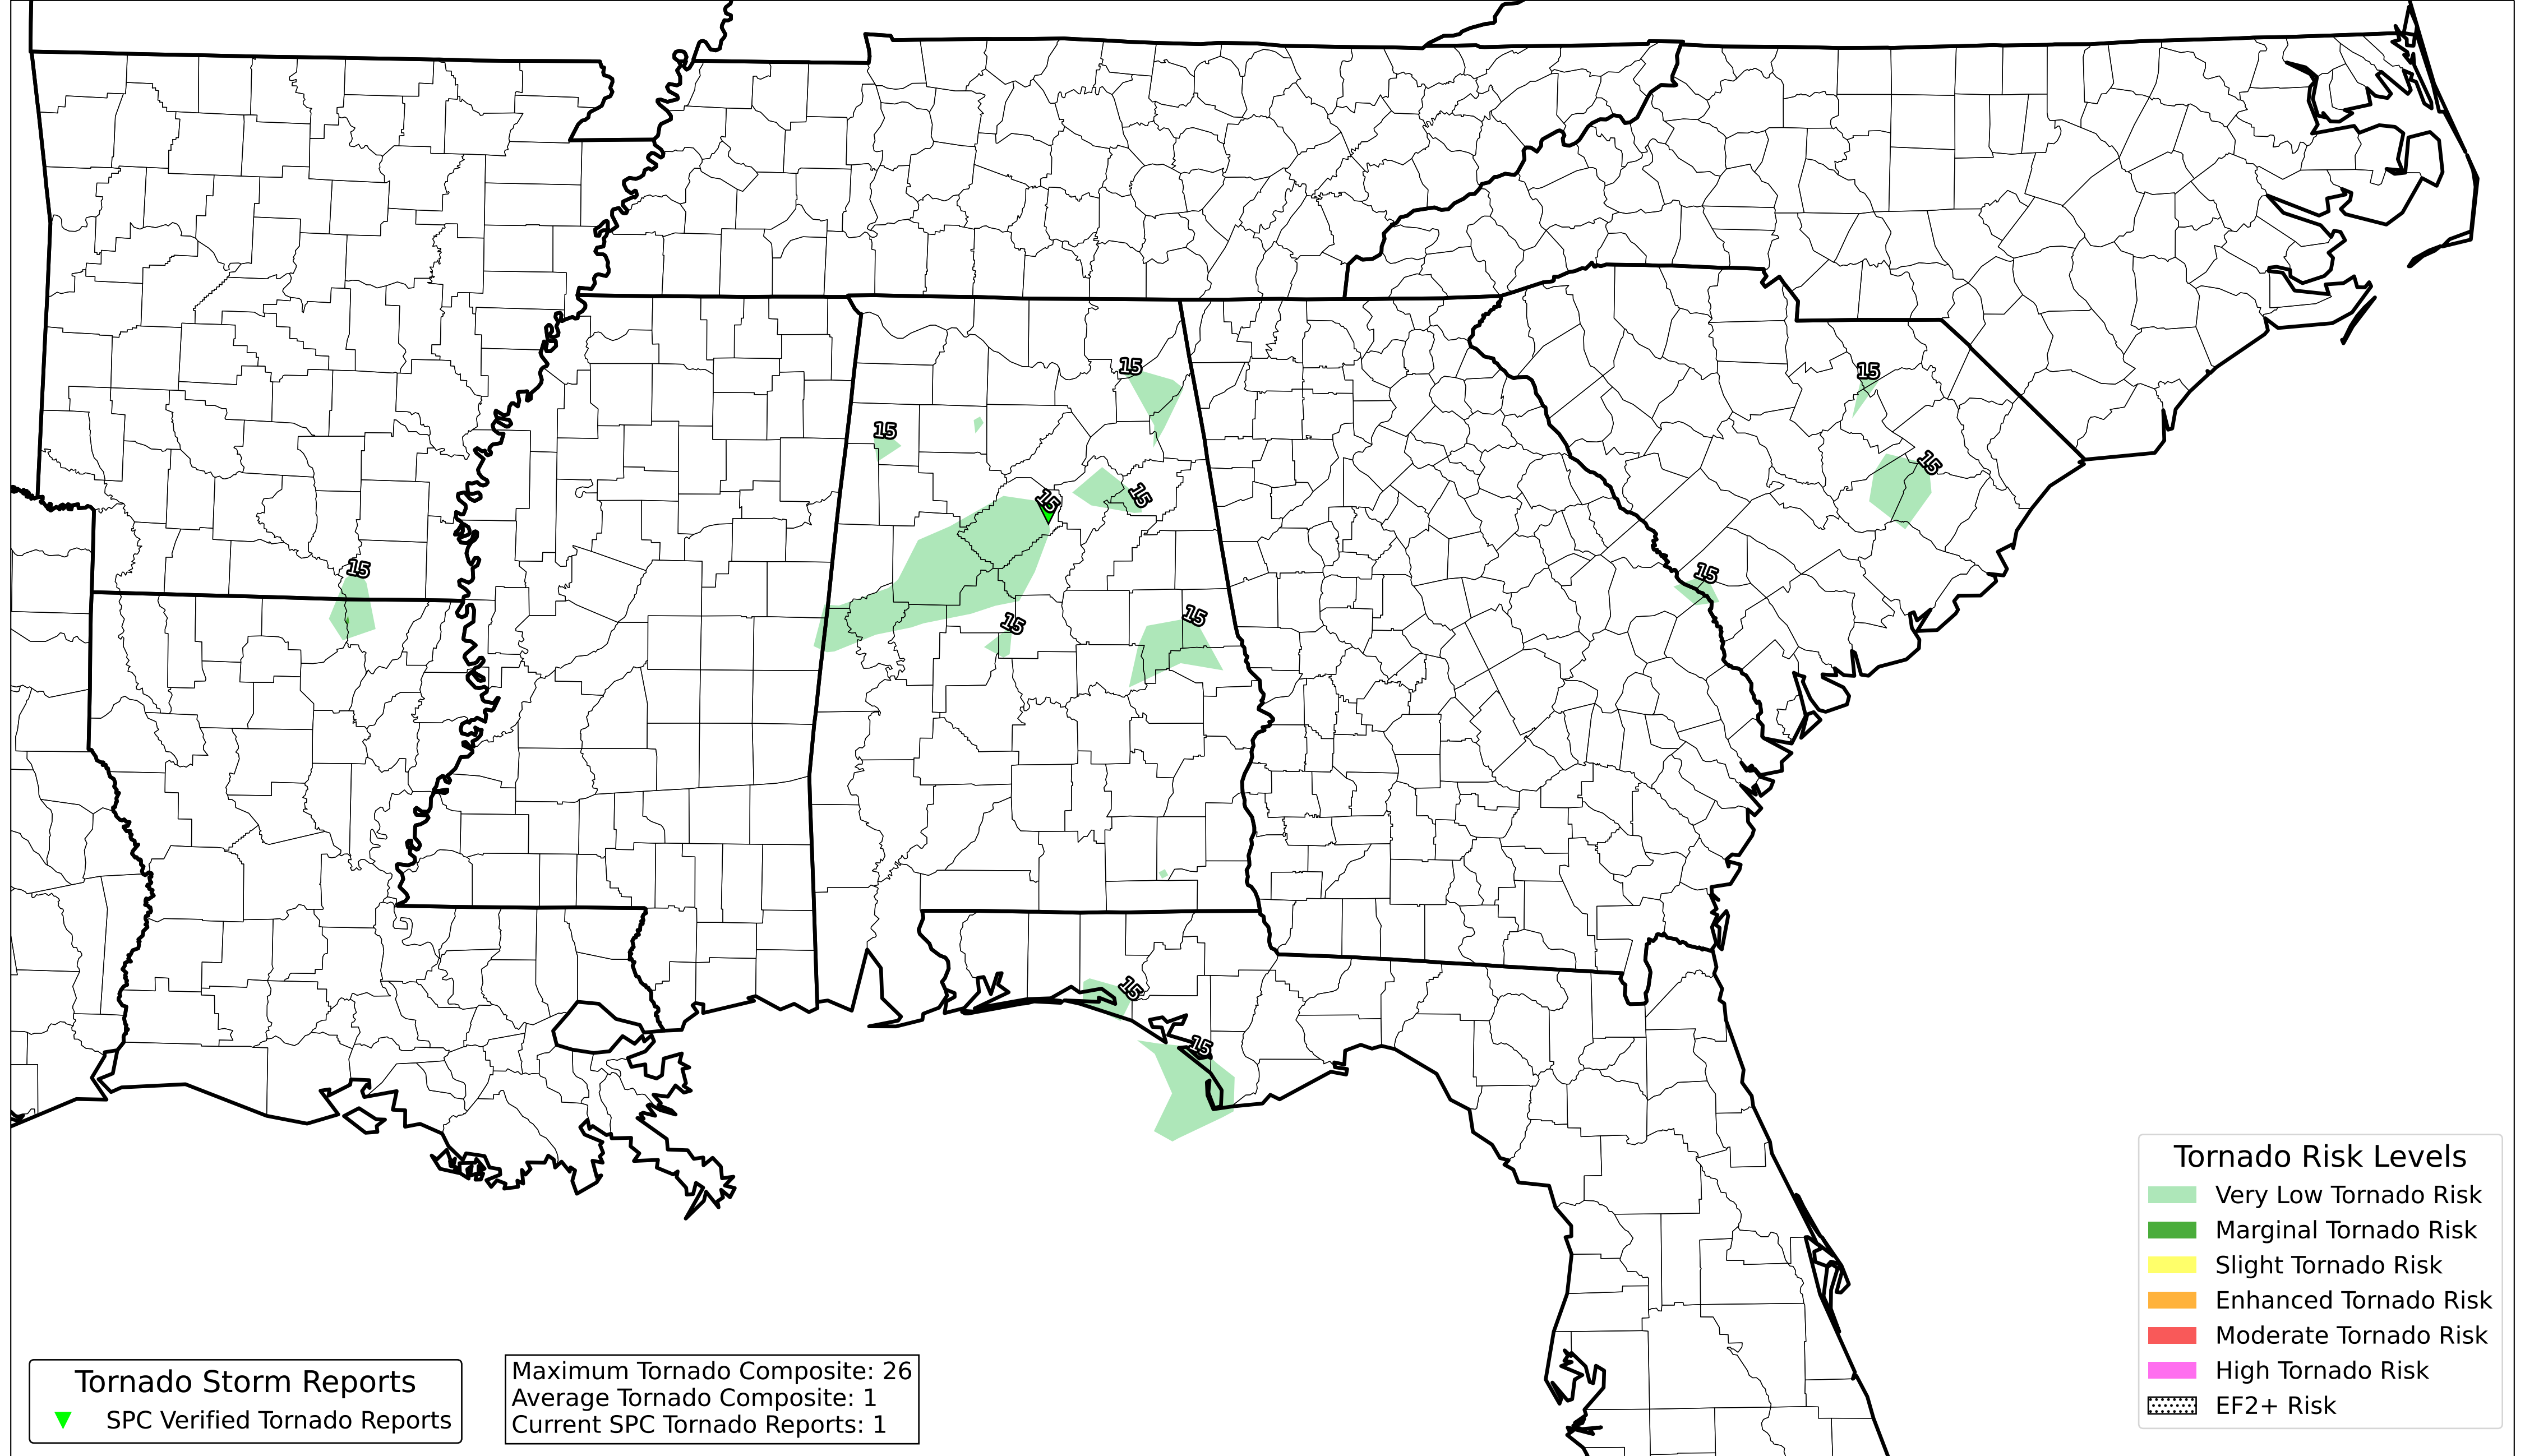 15
15
15
15
15
15
15
15
15
15
15
15
Tornado Storm Reports
SPC Verified Tornado Reports
Maximum Tornado Composite: 26
Average Tornado Composite: 1
Current SPC Tornado Reports: 1
Tornado Risk Levels
Very Low Tornado Risk
Marginal Tornado Risk
Slight Tornado Risk
Enhanced Tornado Risk
Moderate Tornado Risk
High Tornado Risk
EF2+ Risk